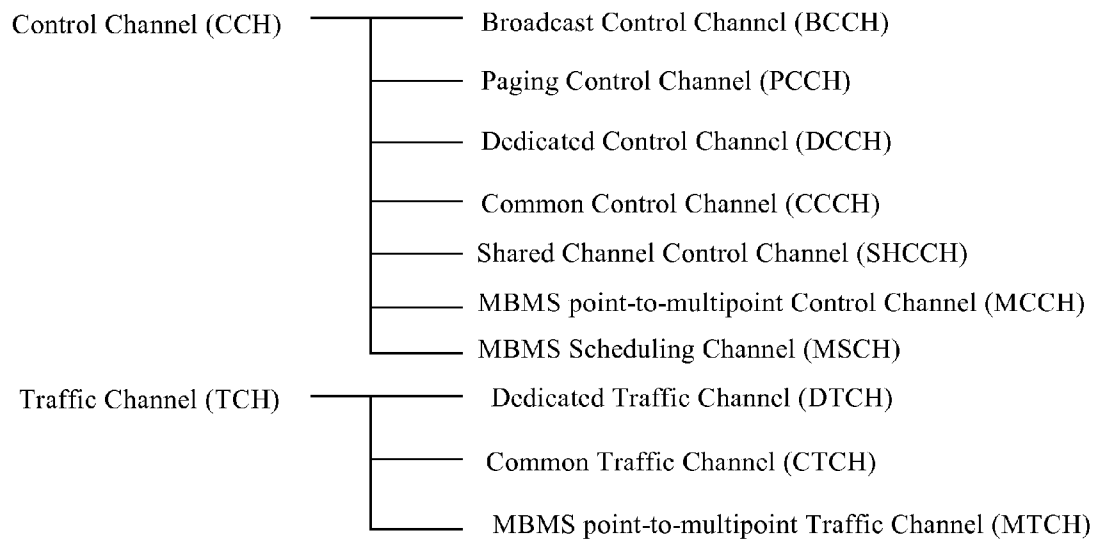 Control Channel (CCH)
Broadcast Control Channel (BCCH)
Paging Control Channel (PCCH)
Dedicated Control Channel (DCCH)
Common Control Channel (CCCH)
Shared Channel Control Channel (SHCCH)
MBMS point-to-multipoint Control Channel (MCCH)
MBMS Scheduling Channel (MSCH)
Traffic Channel (TCH)
Dedicated Traffic Channel (DTCH)
Common Traffic Channel (CTCH)
MBMS point-to-multipoint Traffic Channel (MTCH)